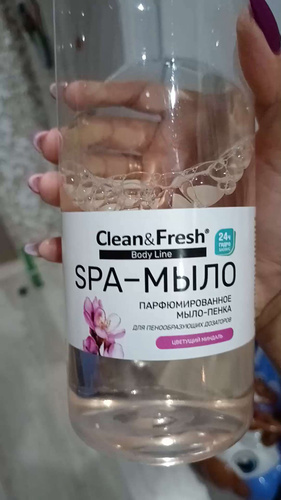 Clean&Fresh®
Body Line
24ч
SPA-МЫЛО
ПАРФЮМИРОВАННОЕ
МЫЛО-ПЕНКА
ДЛЯ ПЕНООБРАЗУЮЩИХ ДОЗАТОРОВ
ЦВЕТУЩИЙ МИНДАЛЬ